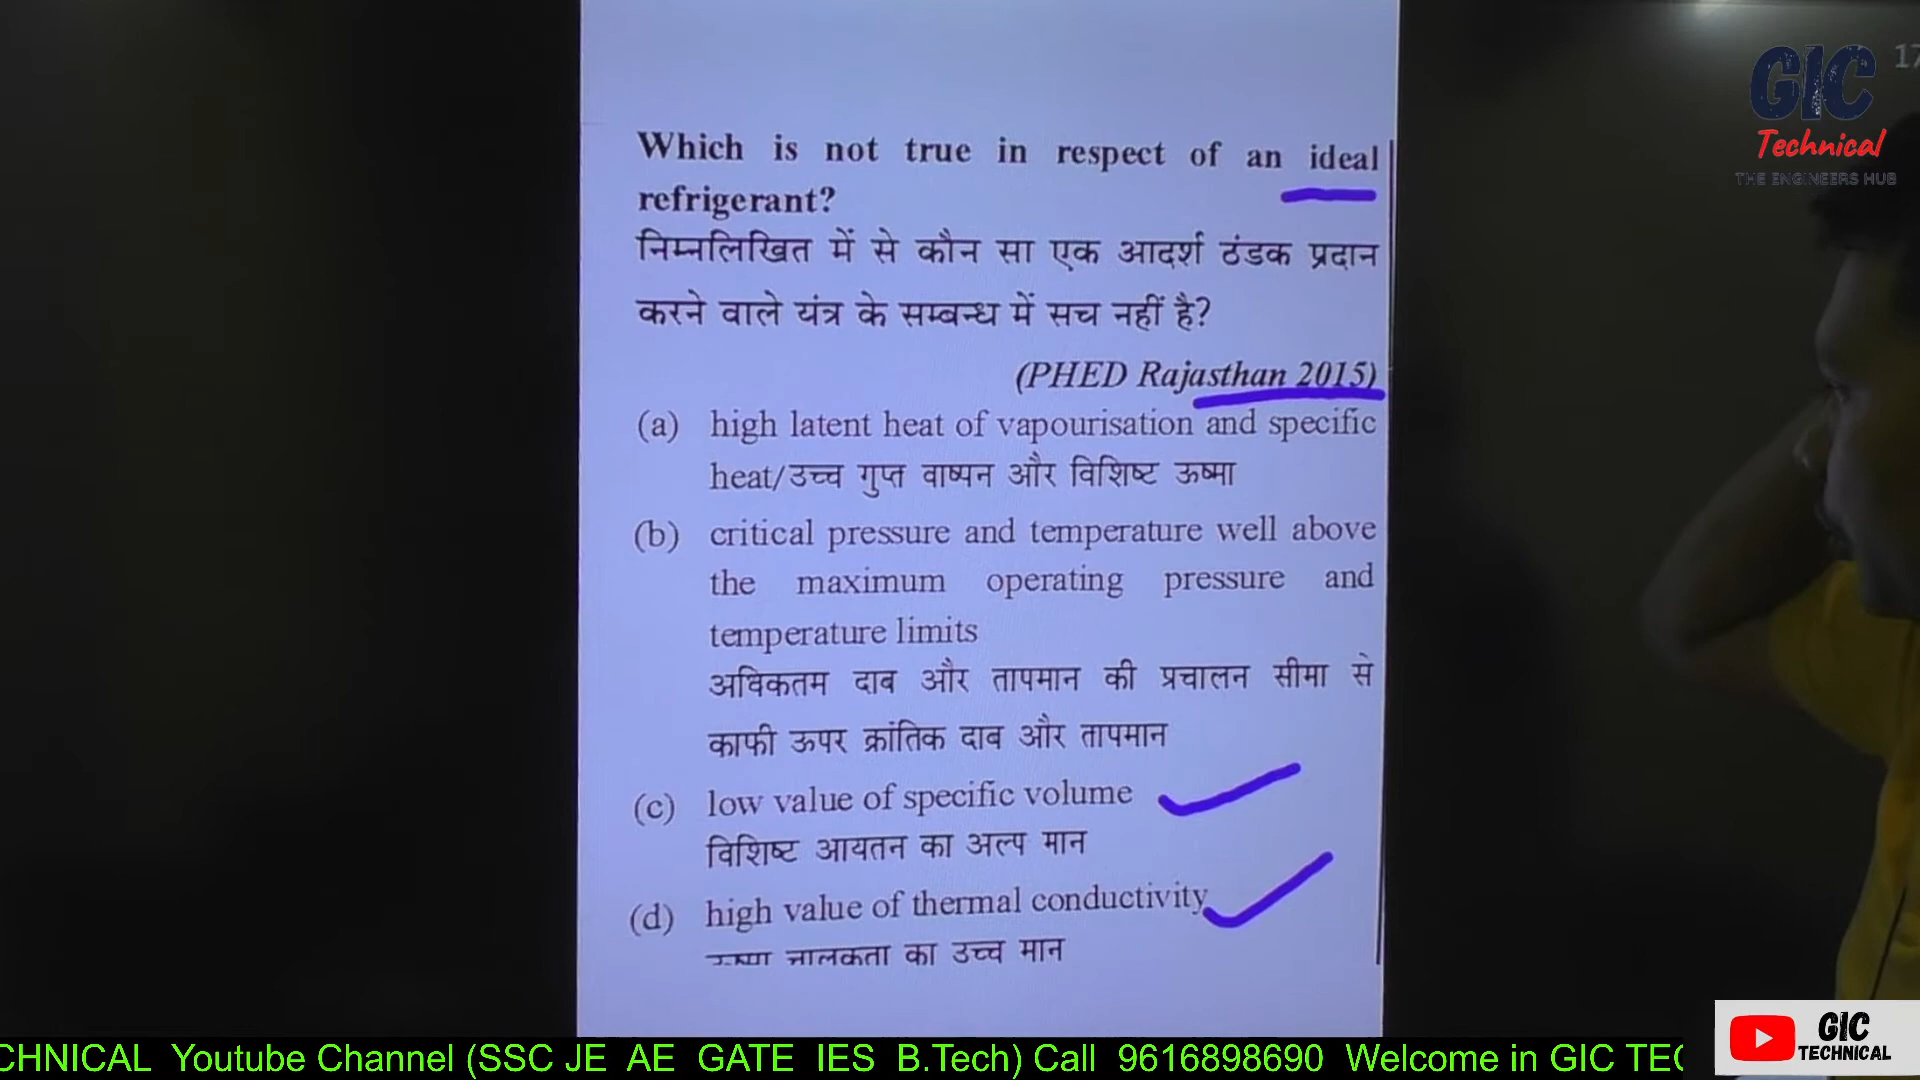 17
GIC
Technical
THE ENGINEERS HUB
Which is not true in respect of an ideal
refrigerant?
निम्नलिखित में से कौन सा एक आदर्श ठंडक प्रदान
करने वाले यंत्र के सम्बन्ध में सच नहीं है?
(PHED Rajasthan 2015)
(a) high latent heat of vapourisation and specific
heat/उच्च गुप्त वाष्पन और विशिष्ट ऊष्मा
(b) critical pressure and temperature well above
the maximum operating pressure and
temperature limits
अधिकतम दाब और तापमान की प्रचालन सीमा से
काफी ऊपर क्रांतिक दाब और तापमान
(c) low value of specific volume
विशिष्ट आयतन का अल्प मान
(d) high value of thermal conductivity
ऊष्मा चालकता का उच्च मान
GIC
TECHNICAL
CHNICAL Youtube Channel (SSC JE AE GATE IES B.Tech) Call 9616898690 Welcome in GIC TEC